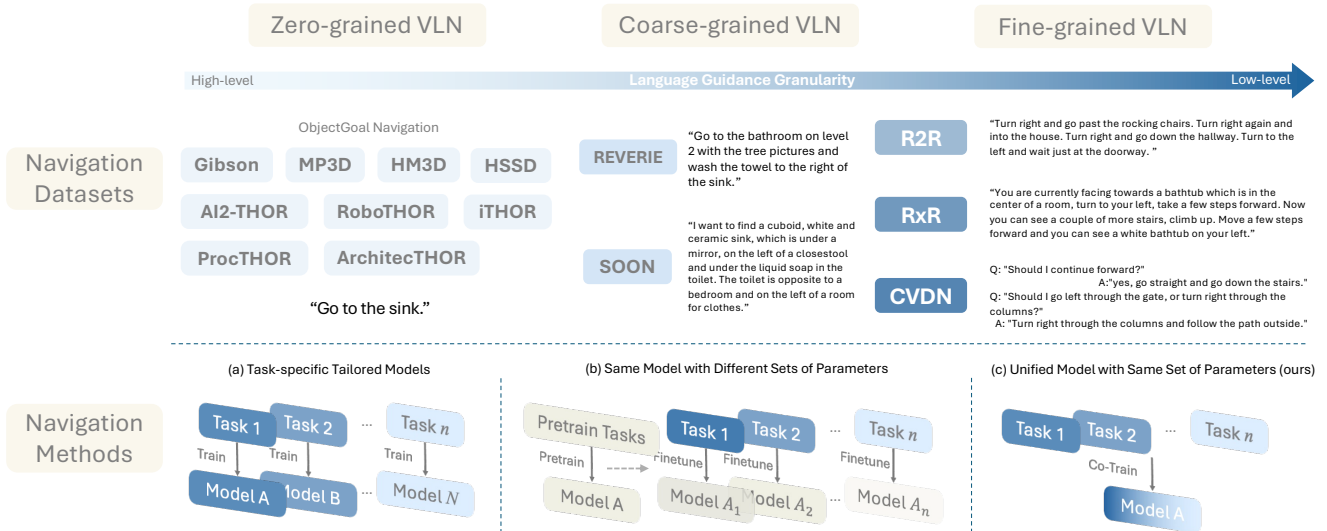 Zero-grained VLN
Coarse-grained VLN
Fine-grained VLN
High-level
Language Guidance Granularity
Low-level
Navigation
Datasets
ObjectGoal Navigation
Gibson
MP3D
HM3D
HSSD
AI2-THOR
RoboTHOR
iTHOR
ProcTHOR
ArchitecTHOR
“Go to the sink.”
REVERIE
“Go to the bathroom on level
2 with the tree pictures and
wash the towel to the right of
the sink.”
SOON
“I want to find a cuboid, white and
ceramic sink, which is under a
mirror, on the left of a closestool
and under the liquid soap in the
toilet. The toilet is opposite to a
bedroom and on the left of a room
for clothes.”
R2R
“Turn right and go past the rocking chairs. Turn right again and
into the house. Turn right and go down the hallway. Turn to the
left and wait just at the doorway. ”
RxR
“You are currently facing towards a bathtub which is in the
center of a room, turn to your left, take a few steps forward. Now
you can see a couple of more stairs, climb up. Move a few steps
forward and you can see a white bathtub on your left.”
CVDN
Q: "Should I continue forward?"
A:"yes, go straight and go down the stairs."
Q: "Should I go left through the gate, or turn right through the
columns?"
A: "Turn right through the columns and follow the path outside."
Navigation
Methods
(a) Task-specific Tailored Models
Task 1
Task 2
...
Task n
Train
Train
Train
Model A
Model B
...
Model N
(b) Same Model with Different Sets of Parameters
Pretrain Tasks
Task 1
Task 2
...
Task n
Pretrain
Finetune
Finetune
Finetune
Model A
Model A₁
Model A₂
...
Model Aₙ
(c) Unified Model with Same Set of Parameters (ours)
Task 1
Task 2
...
Task n
Co-Train
Model A